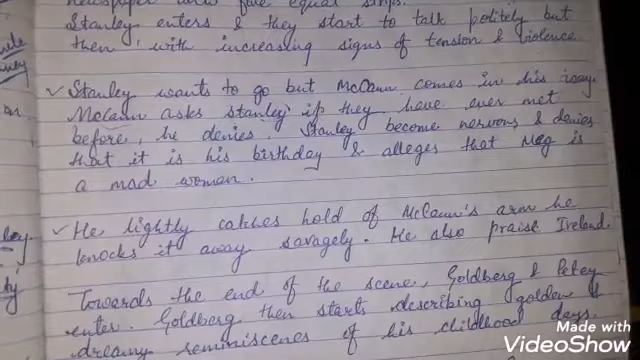 newspaper into five equal strips.
Stanley enters & they start to talk politely but
then with increasing signs of tension & violence
✓ Stanley wants to go but McCann comes in his way.
McCann asks Stanley if they have ever met
before, he denies. Stanley become nervous & denies
that it is his birthday & alleges that Meg is
a mad woman.
✓ He lightly catches hold of McCann's arm he
knocks it away savagely. He also praise Ireland.
Towards the end of the scene, Goldberg & Petey
enter. Goldberg then starts describing golden &
dreamy reminiscenes of his childhood days.
Made with
VideoShow